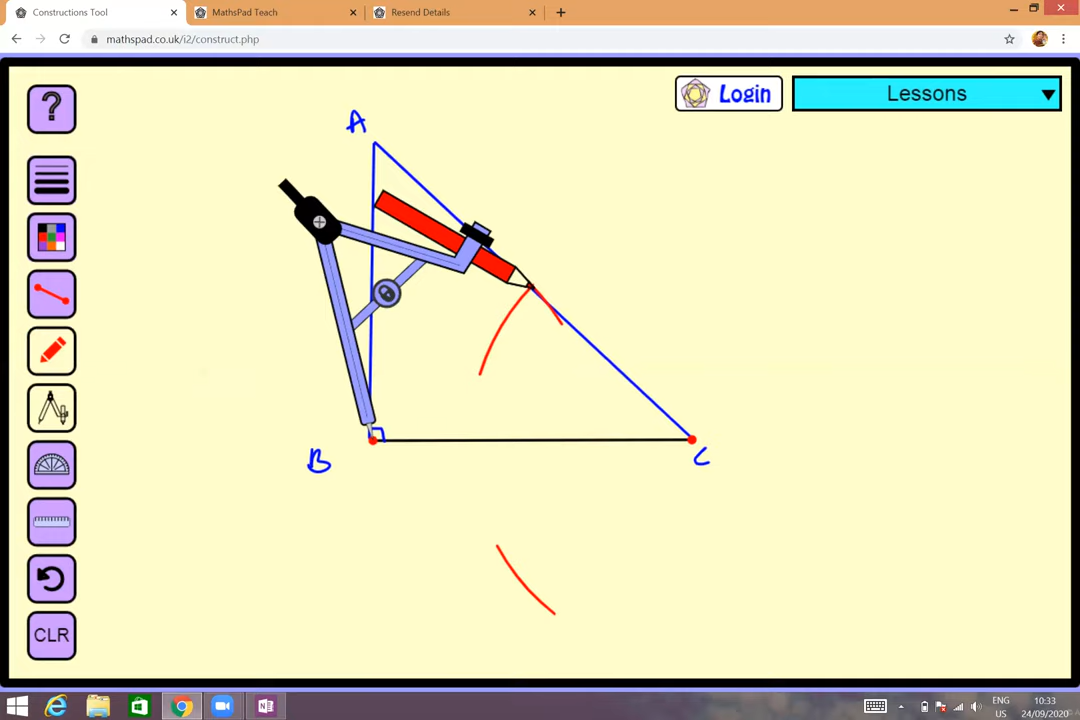 Constructions Tool
MathsPad Teach
Resend Details
mathspad.co.uk/i2/construct.php
?
Login
Lessons
A
B
C
CLR
ENG
US
10:33
24/09/2020